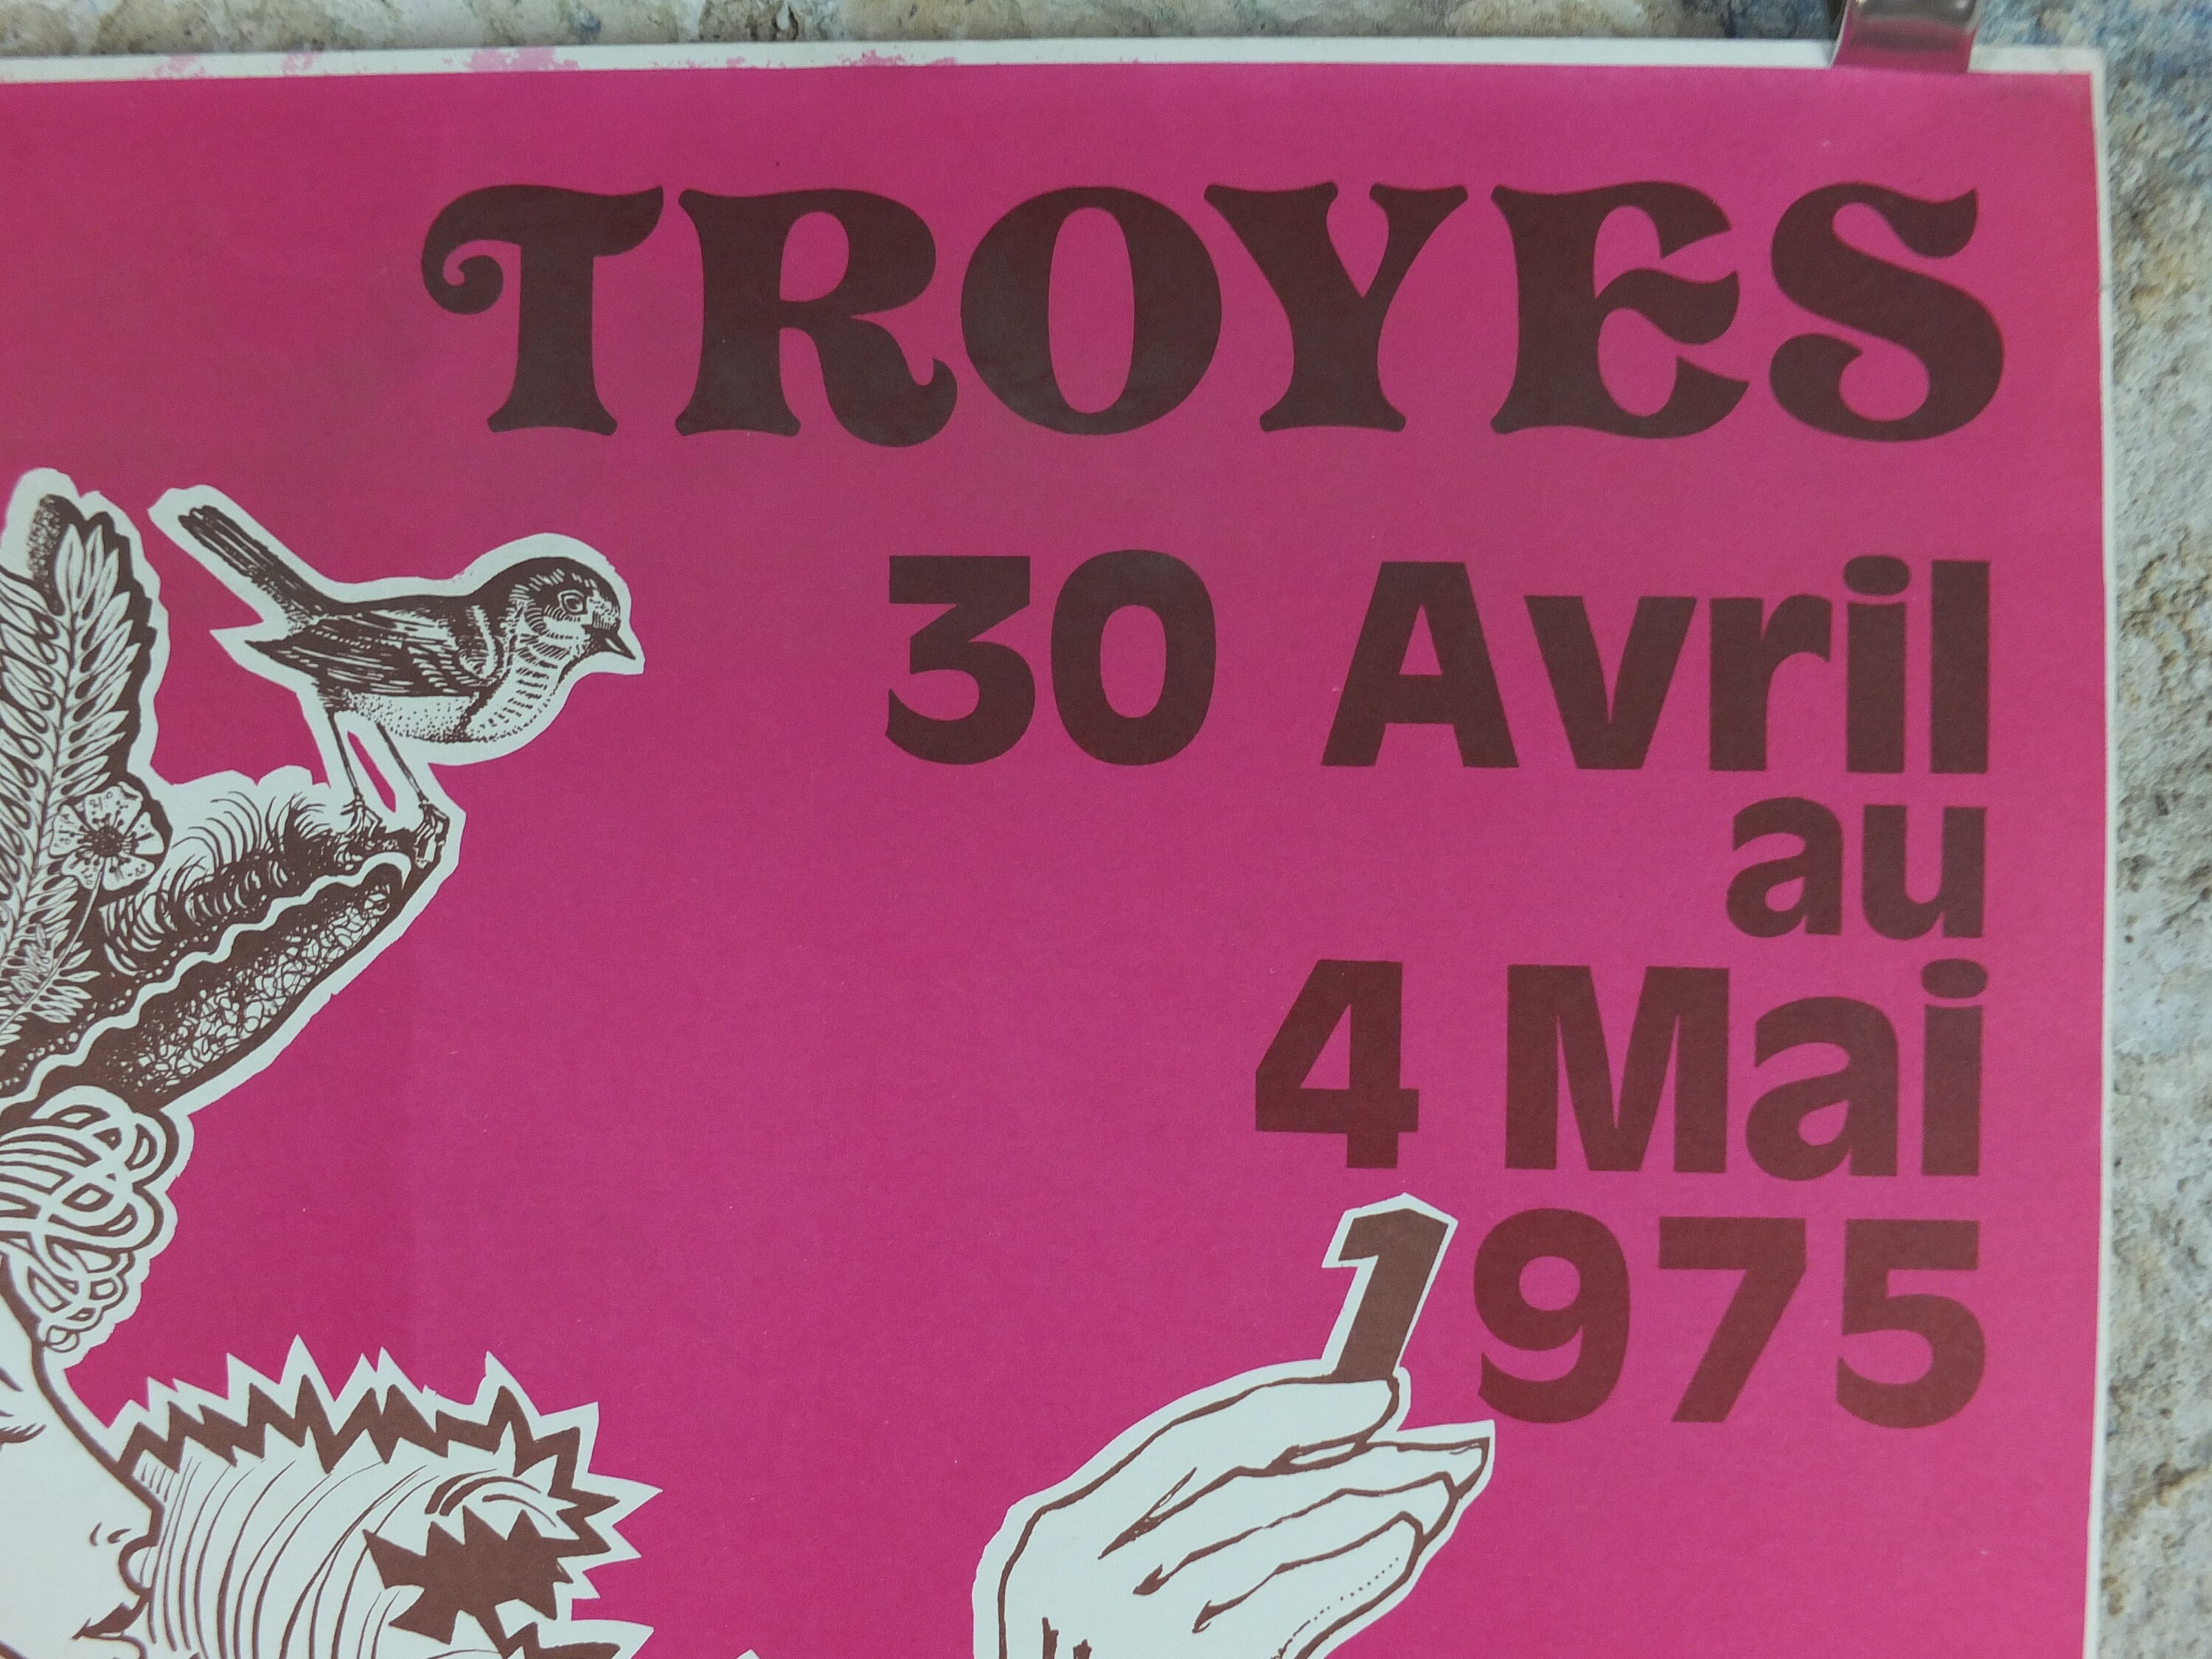 TROYES
30 Avril
au
4 Mai
1975